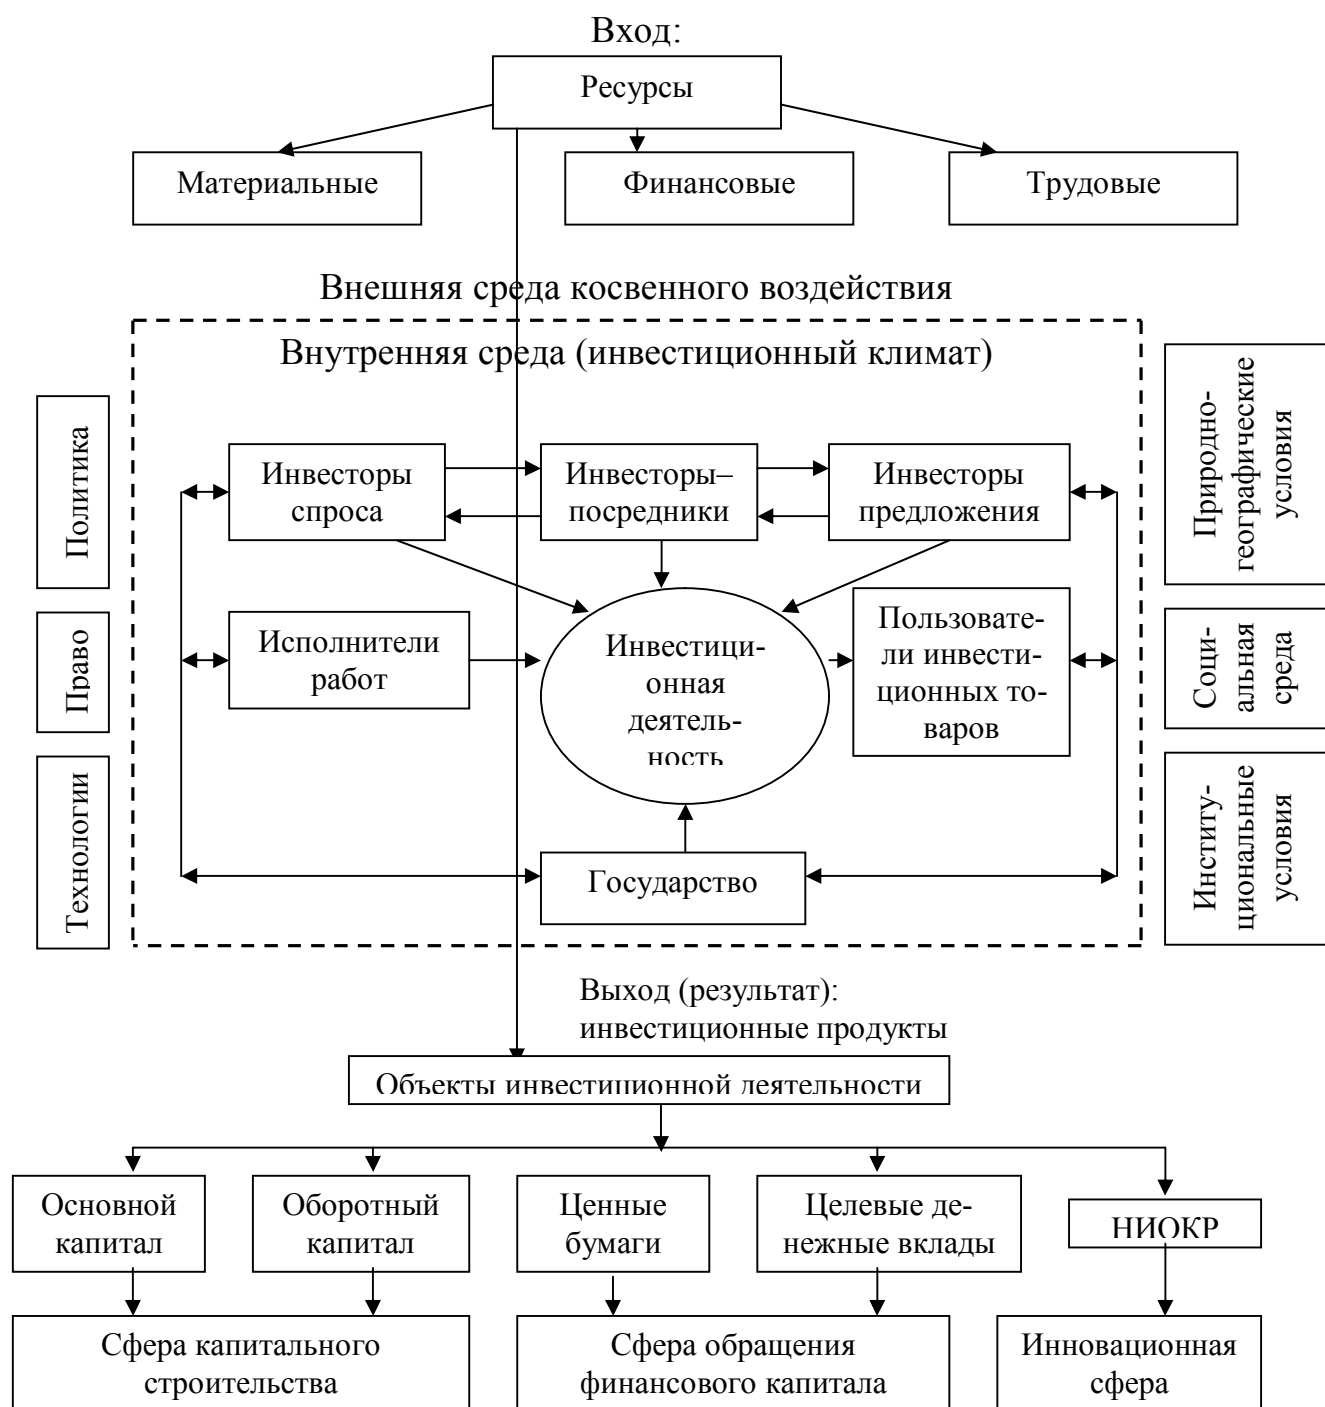 Вход:
Ресурсы
Материальные
Финансовые
Трудовые
Внешняя среда косвенного воздействия
Внутренняя среда (инвестиционный климат)
Политика
Право
Технологии
Инвесторы
спроса
Инвесторы–
посредники
Инвесторы
предложения
Исполнители
работ
Инвестици-
онная
деятель-
ность
Пользовате-
ли инвести-
ционных то-
варов
Государство
Природно-
географические
условия
Соци-
альная
среда
Институ-
циональные
условия
Выход (результат):
инвестиционные продукты
Объекты инвестиционной деятельности
Основной
капитал
Оборотный
капитал
Ценные
бумаги
Целевые де-
нежные вклады
НИОКР
Сфера капитального
строительства
Сфера обращения
финансового капитала
Инновационная
сфера